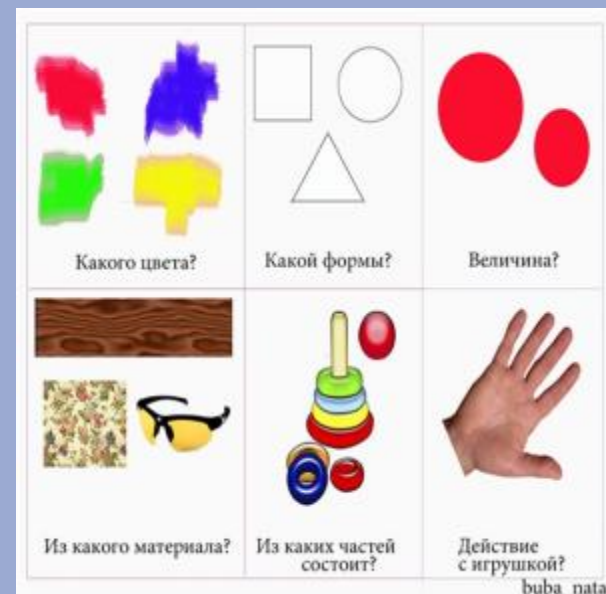 Какого цвета?
Какой формы?
Величина?
Из какого материала?
Из каких частей
состоит?
Действие
с игрушкой?
buba_nata